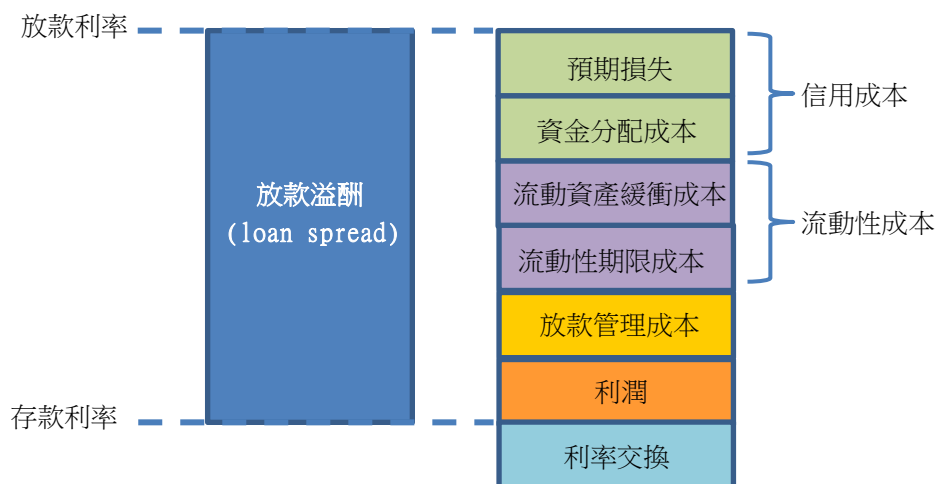 放款利率
放款溢酬
(loan spread)
存款利率
預期損失
資金分配成本
流動資產緩衝成本
流動性期限成本
放款管理成本
利潤
利率交換
信用成本
流動性成本